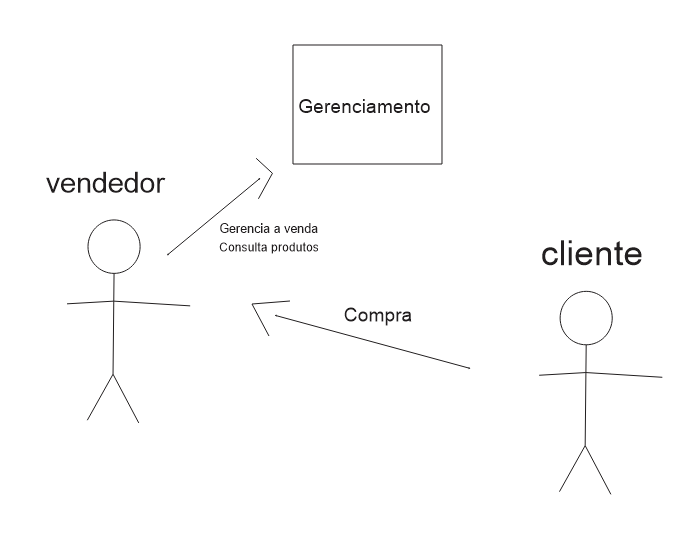 Gerenciamento
vendedor
Gerencia a venda
Consulta produtos
cliente
Compra